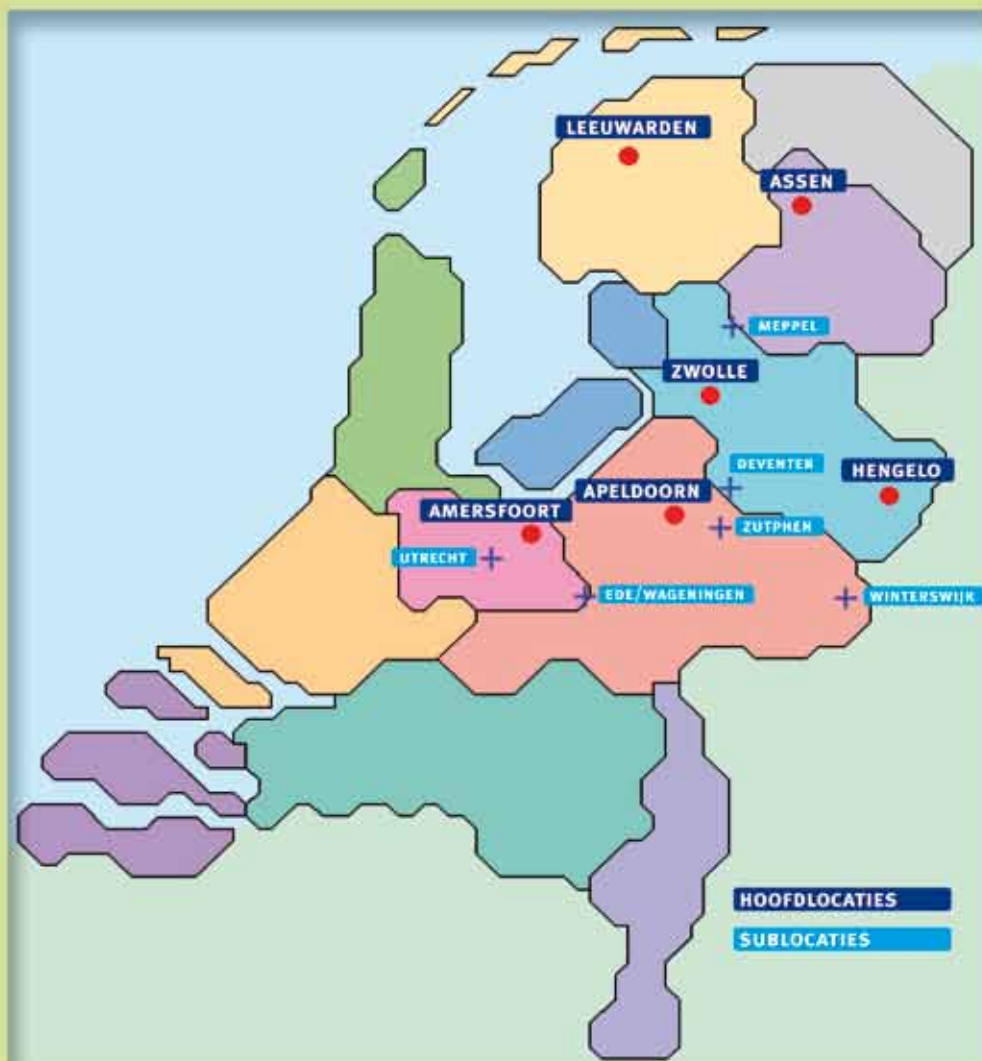 LEEUWARDEN
ASSEN
MEPPEL
ZWOLLE
DEVENTER
HENGELO
APELDOORN
AMERSFOORT
ZUTPHEN
UTRECHT
EDE/WAGENINGEN
WINTERSWIJK
HOOFDLOCATIES
SUBLOCATIES